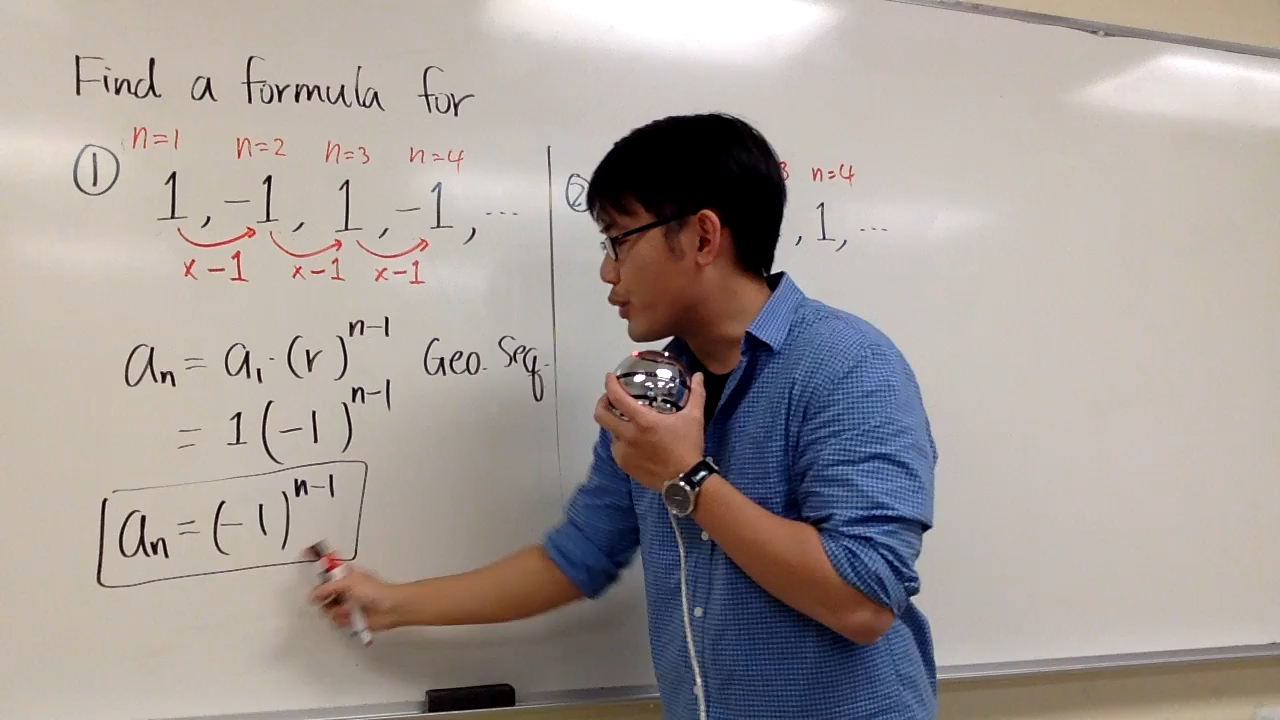 Find a formula for
① n=1 n=2 n=3 n=4
1, -1, 1, -1, ...
x-1 x-1 x-1
aₙ = a₁·(r)ⁿ⁻¹ Geo. Seq.
= 1(-1)ⁿ⁻¹
aₙ = (-1)ⁿ⁻¹
② 3 n=4
, 1, ...